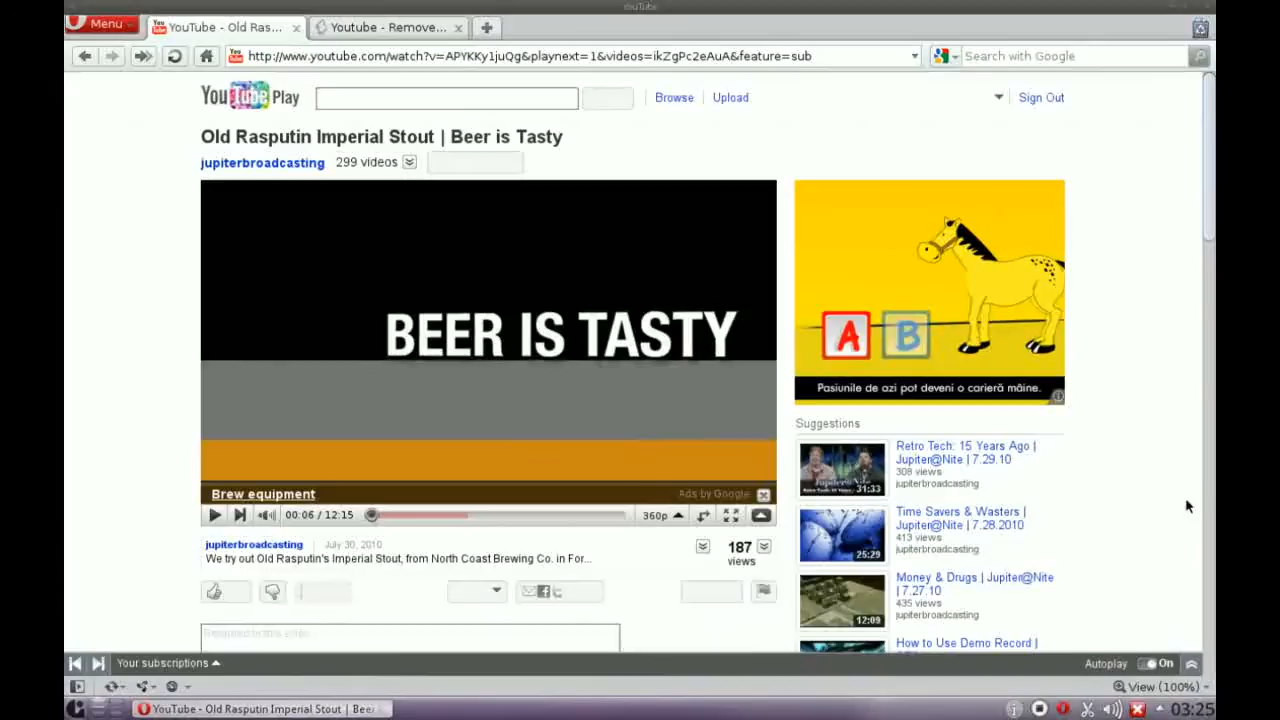 YouTube
Menu
YouTube - Old Ras...
Youtube - Remove...
http://www.youtube.com/watch?v=APYKKy1juQg&playnext=1&videos=ikZgPc2eAuA&feature=sub
Search with Google
YouTube Play
Browse
Upload
Sign Out
Old Rasputin Imperial Stout | Beer is Tasty
jupiterbroadcasting
299 videos
BEER IS TASTY
Brew equipment
Ads by Google
00:06 / 12:15
360p
jupiterbroadcasting
July 30, 2010
We try out Old Rasputin's Imperial Stout, from North Coast Brewing Co. in For...
187
views
A
B
Pasiunile de azi pot deveni o carieră mâine.
Suggestions
Retro Tech: 15 Years Ago |
Jupiter@Nite | 7.29.10
308 views
jupiterbroadcasting
31:33
Time Savers & Wasters |
Jupiter@Nite | 7.28.2010
413 views
jupiterbroadcasting
25:29
Money & Drugs | Jupiter@Nite
| 7.27.10
435 views
jupiterbroadcasting
12:09
How to Use Demo Record |
Your subscriptions
Autoplay
On
View (100%)
YouTube - Old Rasputin Imperial Stout | Bee
03:25